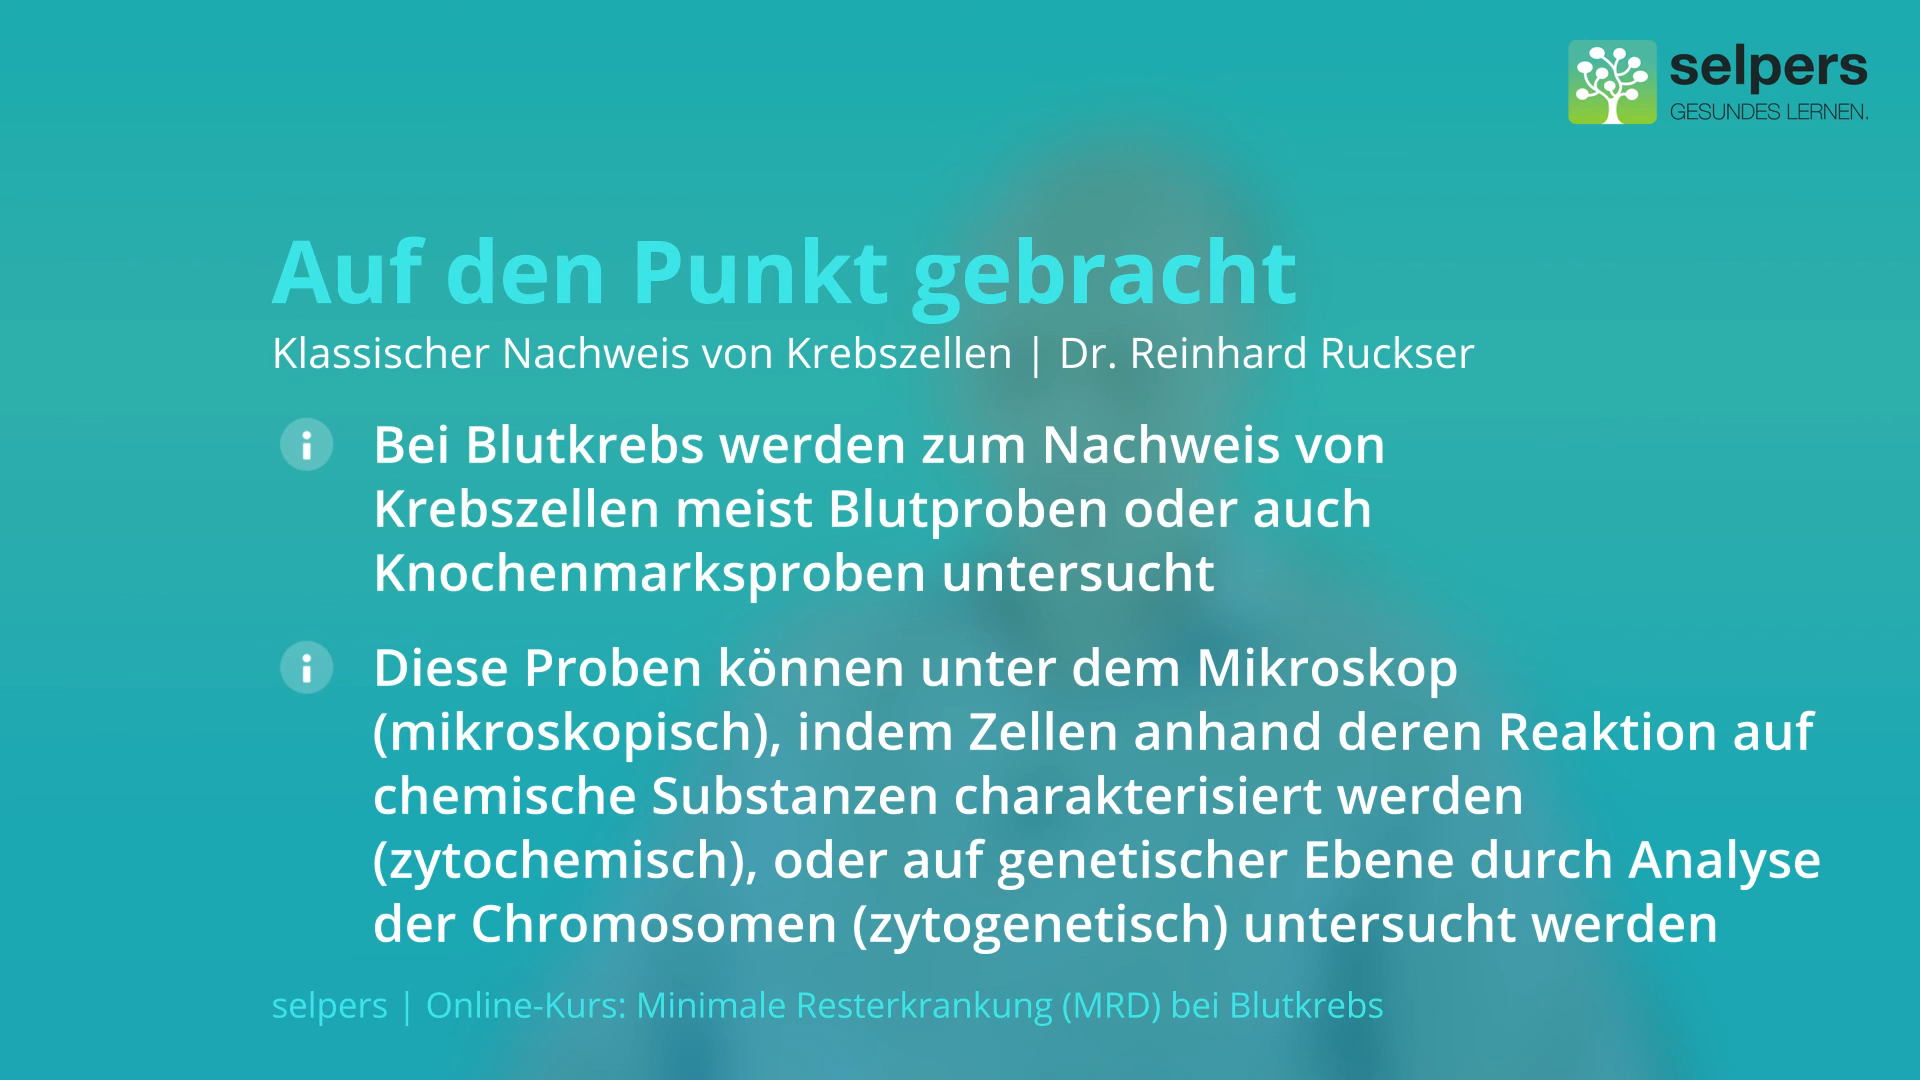 selpers
GESUNDES LERNEN.
Auf den Punkt gebracht
Klassischer Nachweis von Krebszellen | Dr. Reinhard Ruckser
Bei Blutkrebs werden zum Nachweis von
Krebszellen meist Blutproben oder auch
Knochenmarksproben untersucht
Diese Proben können unter dem Mikroskop
(mikroskopisch), indem Zellen anhand deren Reaktion auf
chemische Substanzen charakterisiert werden
(zytochemisch), oder auf genetischer Ebene durch Analyse
der Chromosomen (zytogenetisch) untersucht werden
selpers | Online-Kurs: Minimale Resterkrankung (MRD) bei Blutkrebs